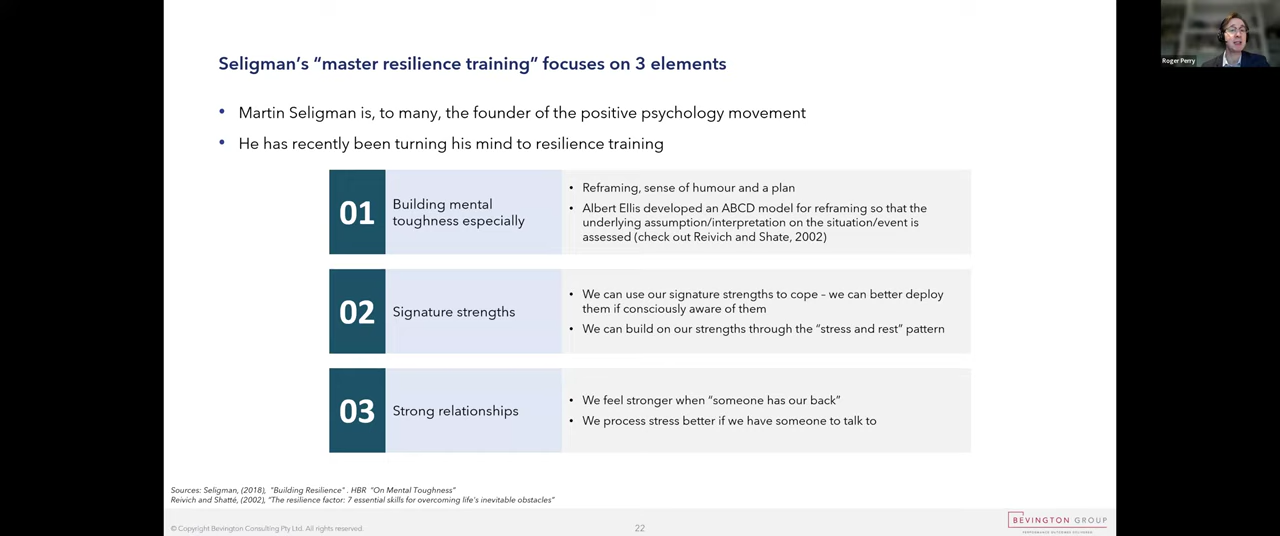 Seligman's "master resilience training" focuses on 3 elements
Roger Perry
• Martin Seligman is, to many, the founder of the positive psychology movement
• He has recently been turning his mind to resilience training
01
Building mental
toughness especially
• Reframing, sense of humour and a plan
• Albert Ellis developed an ABCD model for reframing so that the
underlying assumption/interpretation on the situation/event is
assessed (check out Reivich and Shate, 2002)
02
Signature strengths
• We can use our signature strengths to cope – we can better deploy
them if consciously aware of them
• We can build on our strengths through the "stress and rest" pattern
03
Strong relationships
• We feel stronger when "someone has our back"
• We process stress better if we have someone to talk to
Sources: Seligman, (2018), "Building Resilience". HBR "On Mental Toughness"
Reivich and Shatté, (2002), "The resilience factor: 7 essential skills for overcoming life's inevitable obstacles"
© Copyright Bevington Consulting Pty Ltd. All rights reserved.
22
BEVINGTON GROUP